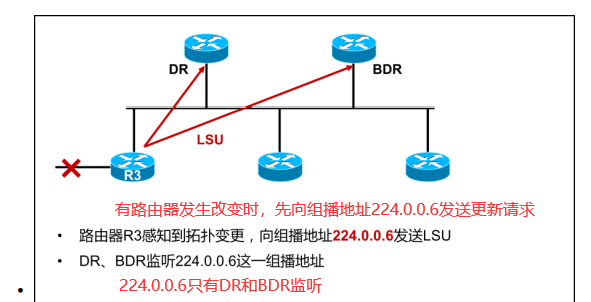 DR
BDR
LSU
R3
有路由器发生改变时，先向组播地址224.0.0.6发送更新请求
• 路由器R3感知到拓扑变更，向组播地址224.0.0.6发送LSU
• DR、BDR监听224.0.0.6这一组播地址
• 224.0.0.6只有DR和BDR监听